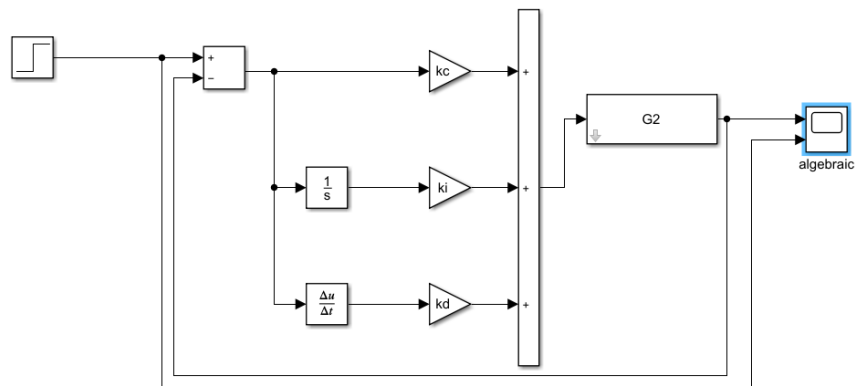 +
−
kc
+
G2
algebraic
1
s
ki
+
Δu
Δt
kd
+